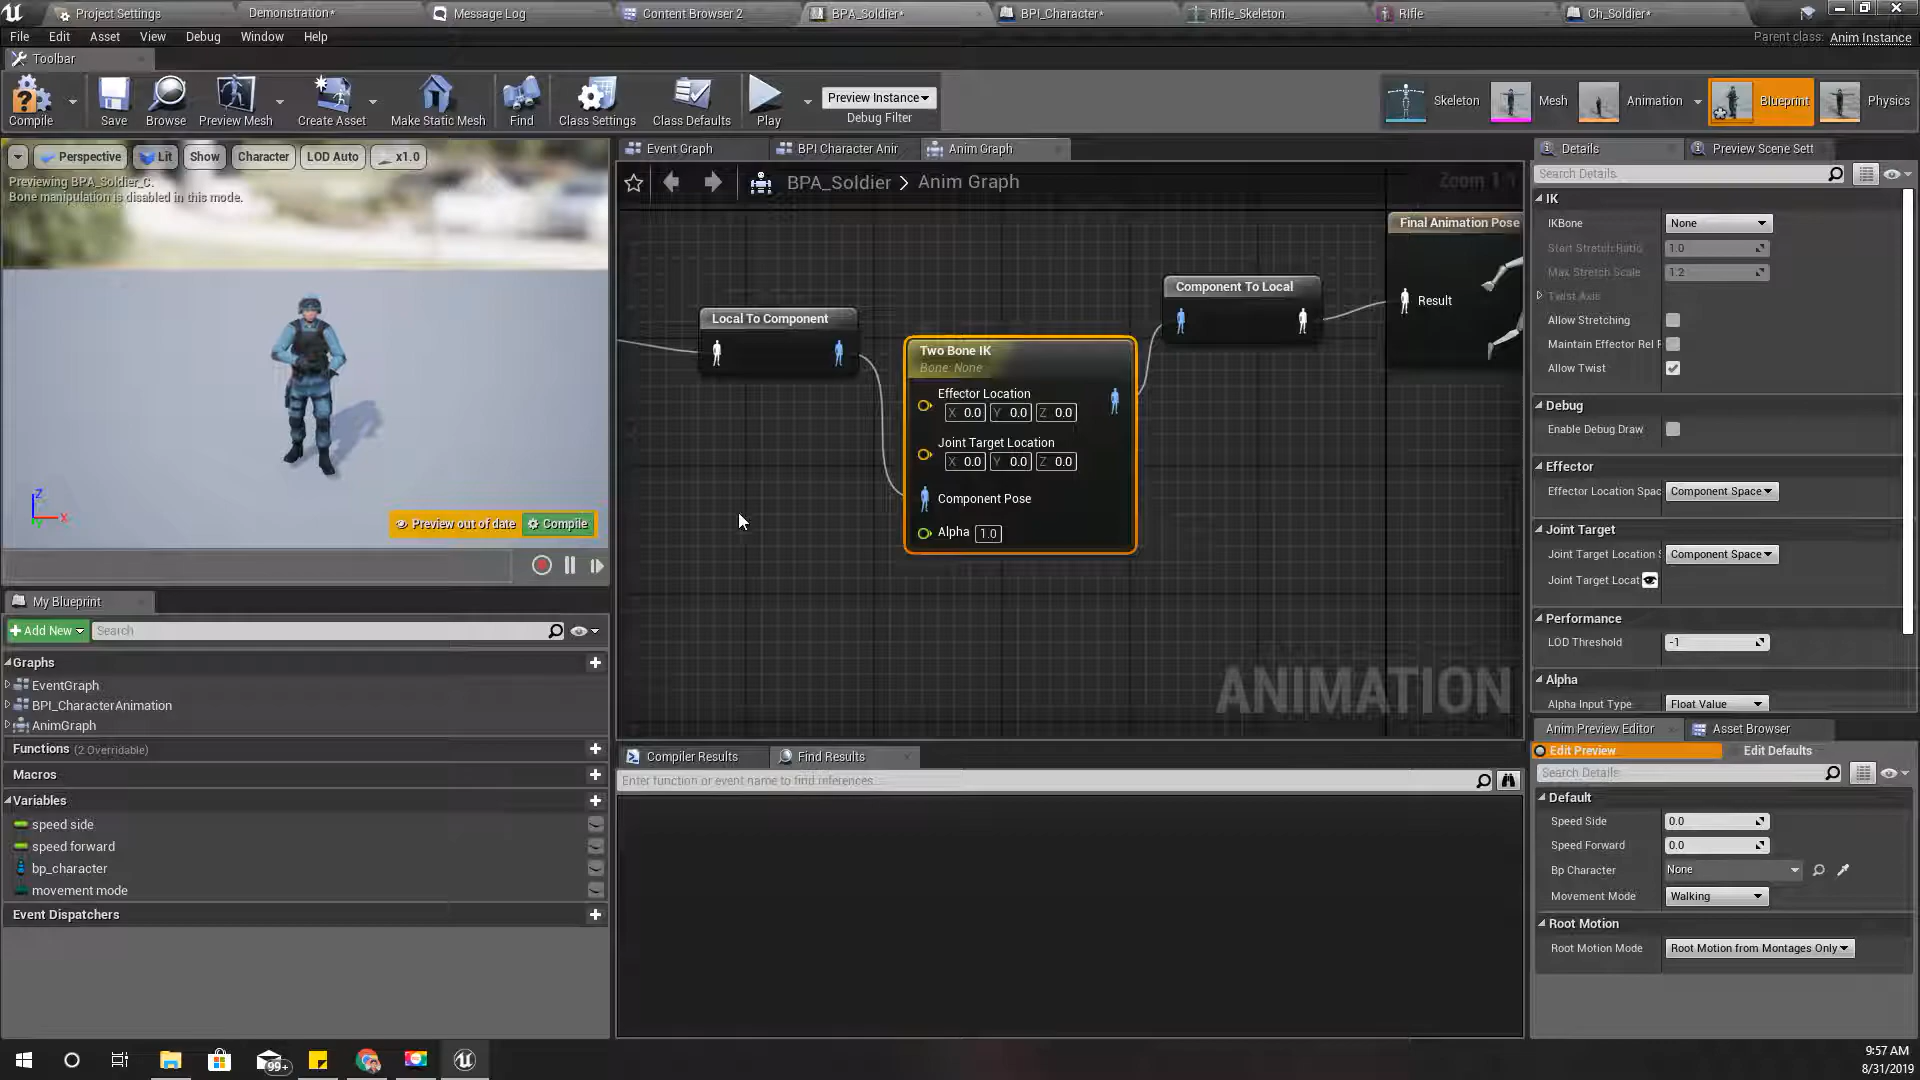 Project Settings
Demonstration*
Message Log
Content Browser 2
BPA_Soldier*
BPI_Character*
Rifle_Skeleton
Rifle
Ch_Soldier*
File Edit Asset View Debug Window Help
Parent class: Anim Instance
Toolbar
Compile
Save
Browse
Preview Mesh
Create Asset
Make Static Mesh
Find
Class Settings
Class Defaults
Play
Preview Instance
Debug Filter
Skeleton
Mesh
Animation
Blueprint
Physics
Perspective
Lit
Show
Character
LOD Auto
x1.0
Previewing BPA_Soldier_C.
Bone manipulation is disabled in this mode.
Z
X
Y
Preview out of date
Compile
Event Graph
BPI Character Anir
Anim Graph
BPA_Soldier > Anim Graph
Zoom 1:1
Local To Component
Two Bone IK
Bone: None
Effector Location
X 0.0 Y 0.0 Z 0.0
Joint Target Location
X 0.0 Y 0.0 Z 0.0
Component Pose
Alpha 1.0
Component To Local
Final Animation Pose
Result
ANIMATION
Compiler Results
Find Results
Enter function or event name to find references...
My Blueprint
Add New
Search
Graphs
EventGraph
BPI_CharacterAnimation
AnimGraph
Functions (2 Overridable)
Macros
Variables
speed side
speed forward
bp_character
movement mode
Event Dispatchers
Details
Preview Scene Sett
Search Details
IK
IKBone None
Start Stretch Ratio 1.0
Max Stretch Scale 1.2
Twist Axis
Allow Stretching
Maintain Effector Rel F
Allow Twist
Debug
Enable Debug Draw
Effector
Effector Location Spac Component Space
Joint Target
Joint Target Location S Component Space
Joint Target Locat
Performance
LOD Threshold -1
Alpha
Alpha Input Type Float Value
Anim Preview Editor
Asset Browser
Edit Preview
Edit Defaults
Search Details
Default
Speed Side 0.0
Speed Forward 0.0
Bp Character None
Movement Mode Walking
Root Motion
Root Motion Mode Root Motion from Montages Only
99+
9:57 AM
8/31/2019